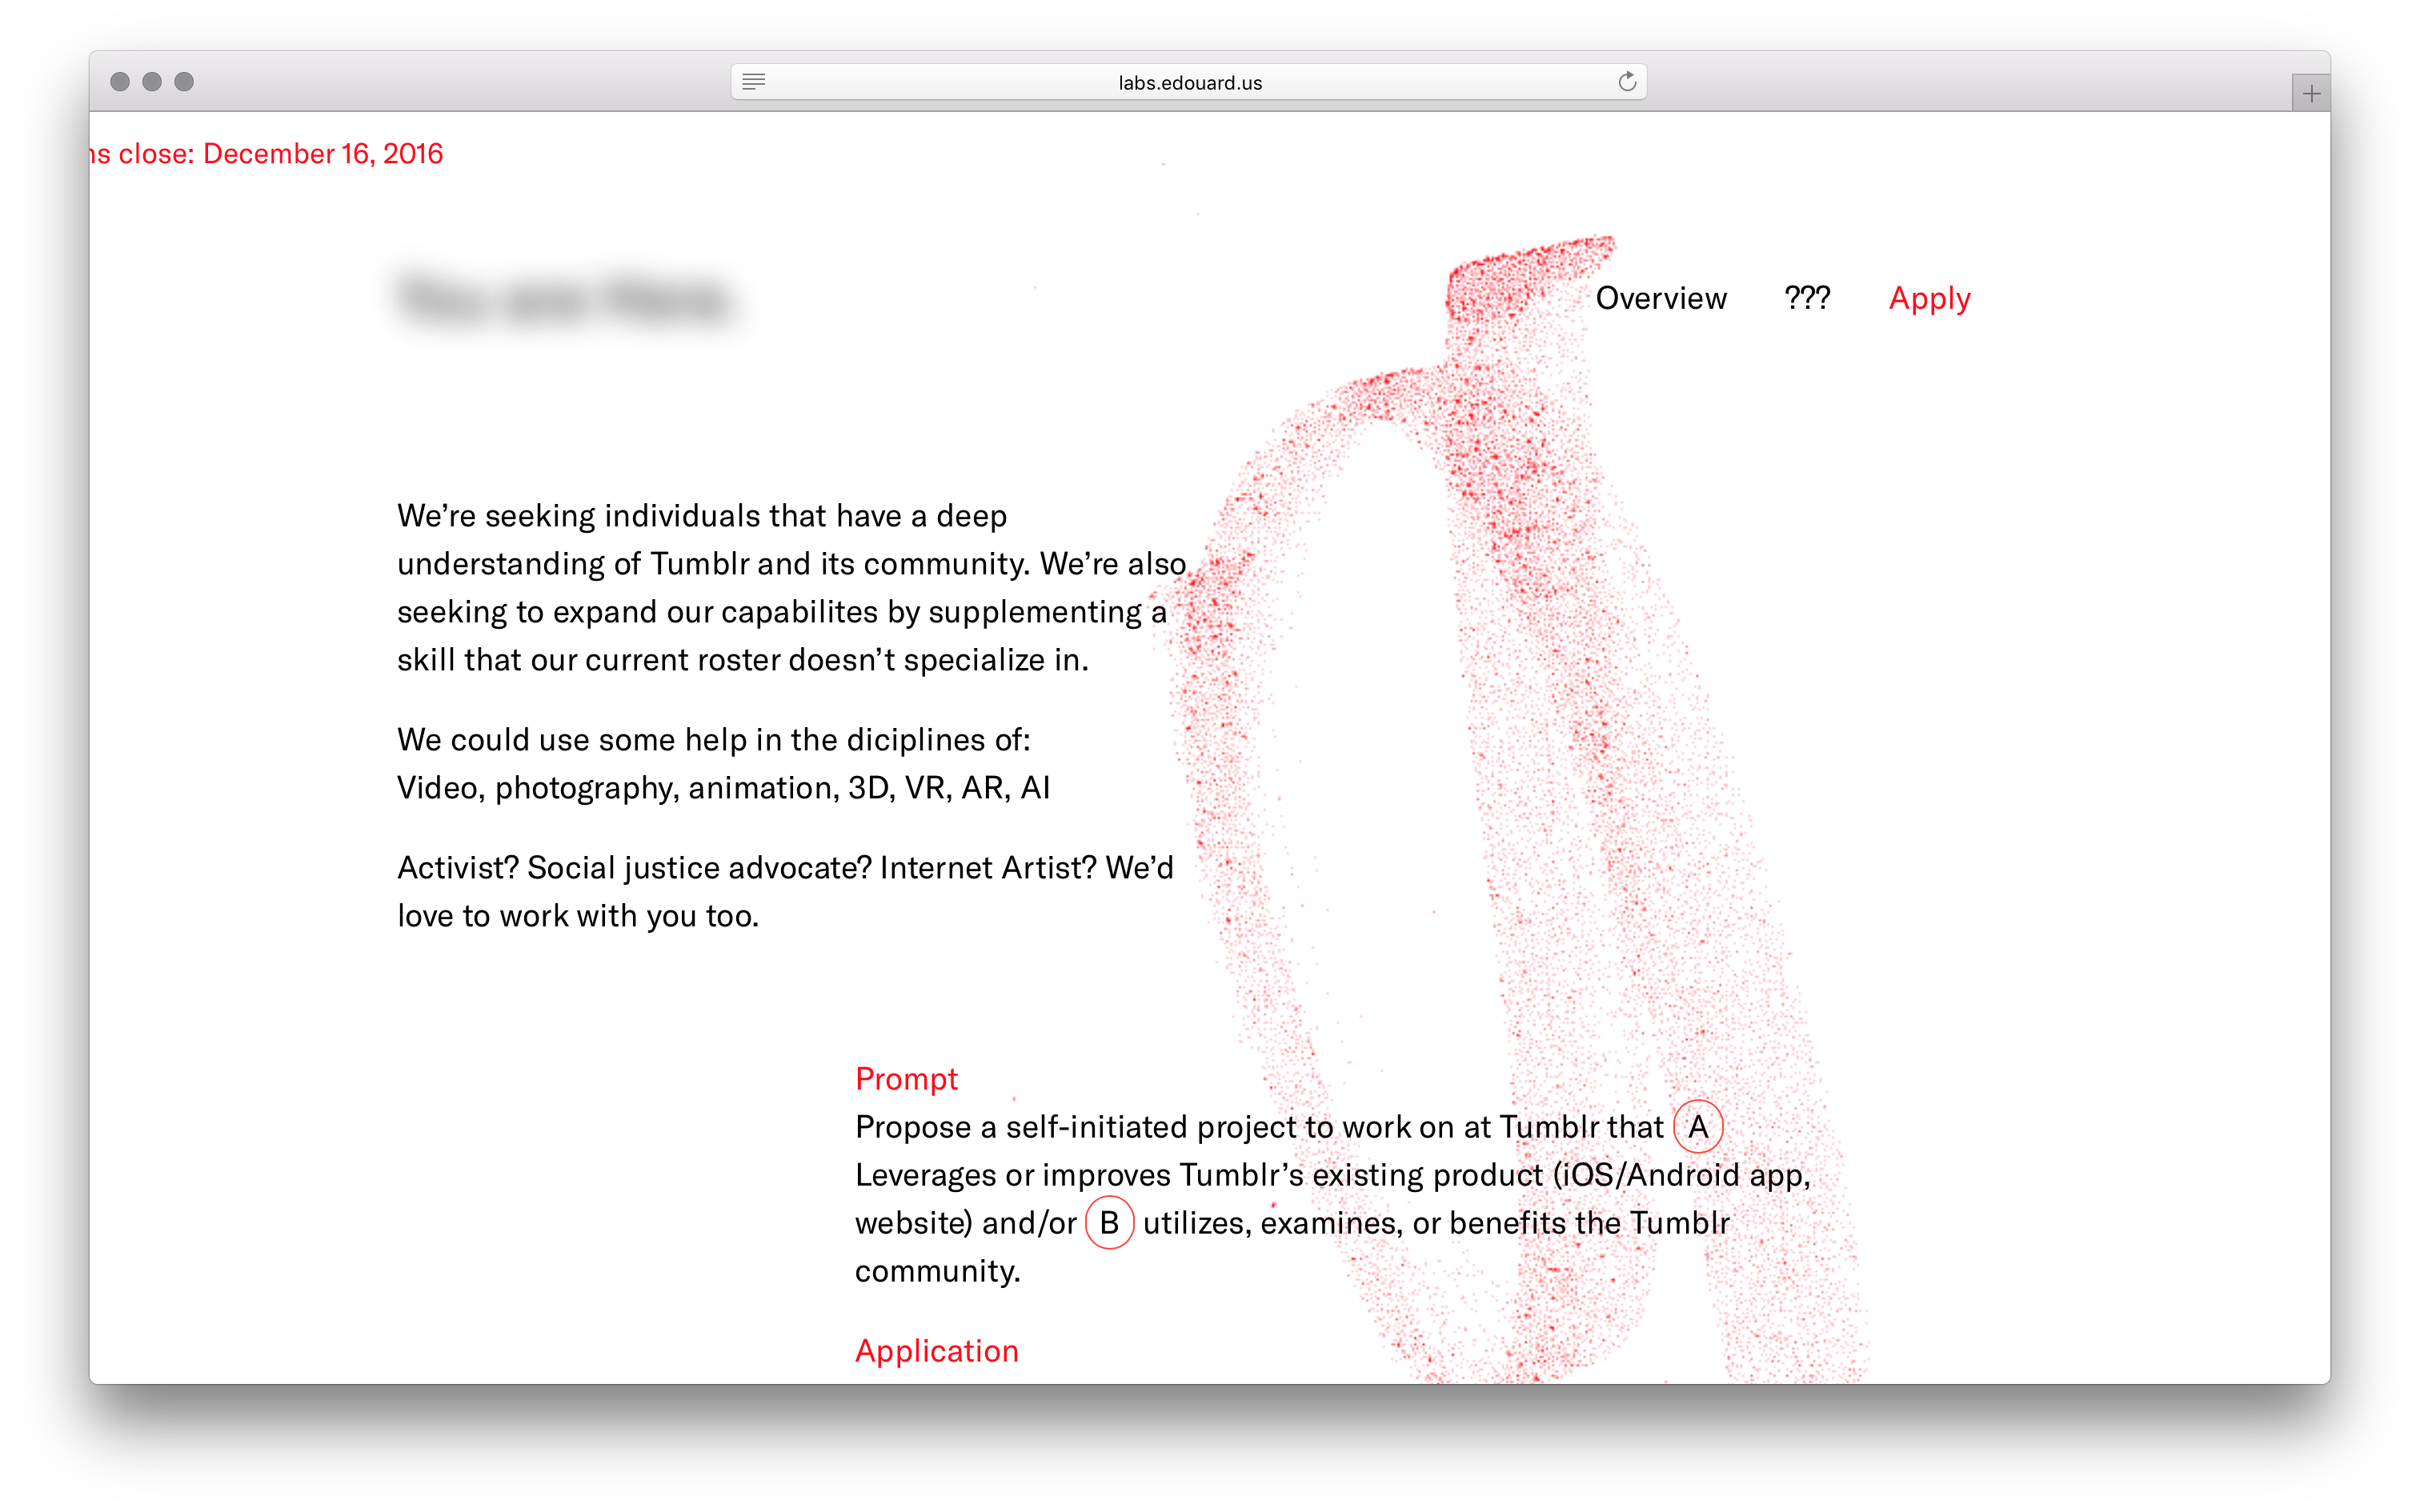 labs.edouard.us
ns close: December 16, 2016
You are Here.
Overview ??? Apply
We’re seeking individuals that have a deep
understanding of Tumblr and its community. We’re also
seeking to expand our capabilites by supplementing a
skill that our current roster doesn’t specialize in.
We could use some help in the diciplines of:
Video, photography, animation, 3D, VR, AR, AI
Activist? Social justice advocate? Internet Artist? We’d
love to work with you too.
Prompt
Propose a self-initiated project to work on at Tumblr that A
Leverages or improves Tumblr’s existing product (iOS/Android app,
website) and/or B utilizes, examines, or benefits the Tumblr
community.
Application